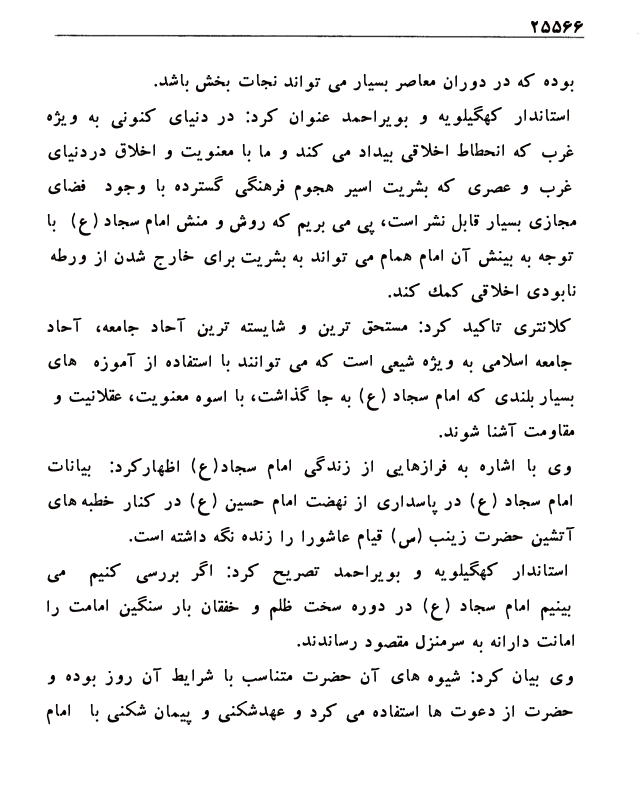 ۲۵۵۶۶
بوده که در دوران معاصر بسیار می تواند نجات بخش باشد.
استاندار کهگیلویه و بویراحمد عنوان کرد: در دنیای کنونی به ویژه
غرب که انحطاط اخلاقی بیداد می کند و ما با معنویت و اخلاق دردنیای
غرب و عصری که بشریت اسیر هجوم فرهنگی گسترده با وجود فضای
مجازی بسیار قابل نشر است، پی می بریم که روش و منش امام سجاد (ع) با
توجه به بینش آن امام همام می تواند به بشریت برای خارج شدن از ورطه
نابودی اخلاقی کمك کند.
کلانتری تاکید کرد: مستحق ترین و شایسته ترین آحاد جامعه، آحاد
جامعه اسلامی به ویژه شیعی است که می توانند با استفاده از آموزه های
بسیار بلندی که امام سجاد (ع) به جا گذاشت، با اسوه معنویت، عقلانیت و
مقاومت آشنا شوند.
وی با اشاره به فرازهایی از زندگی امام سجاد(ع) اظهارکرد: بیانات
امام سجاد (ع) در پاسداری از نهضت امام حسین (ع) در کنار خطبه های
آتشین حضرت زینب (س) قیام عاشورا را زنده نگه داشته است.
استاندار کهگیلویه و بویراحمد تصریح کرد: اگر بررسی کنیم می
بینیم امام سجاد (ع) در دوره سخت ظلم و خفقان بار سنگین امامت را
امانت دارانه به سرمنزل مقصود رساندند.
وی بیان کرد: شیوه های آن حضرت متناسب با شرایط آن روز بوده و
حضرت از دعوت ها استفاده می کرد و عهدشکنی و پیمان شکنی با امام